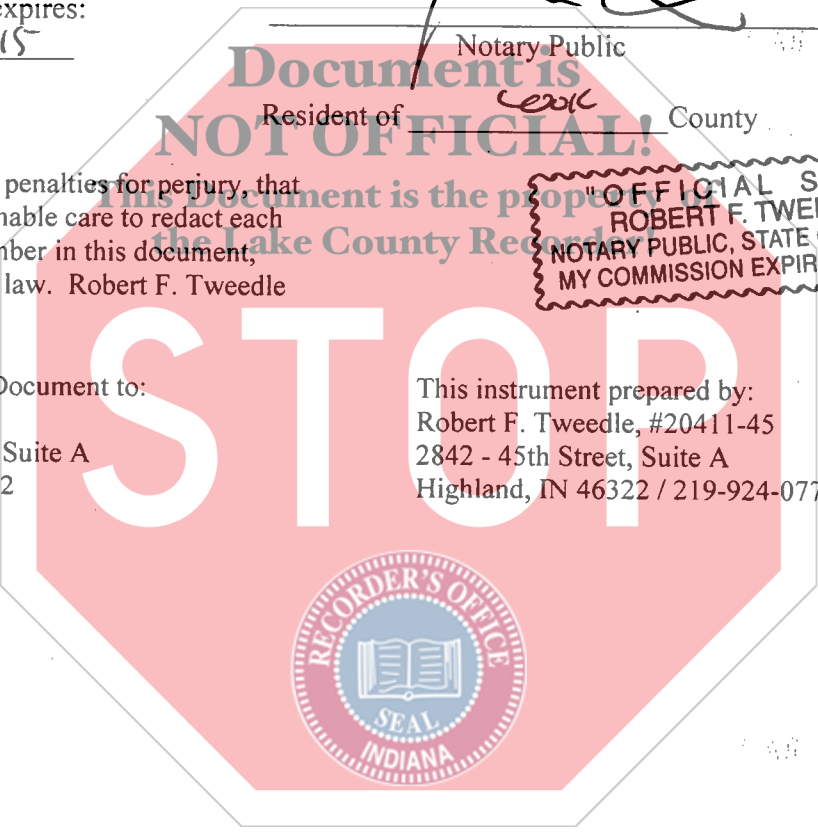 expires:
15
Notary Public
Document is
NOT OFFICIAL!
This Document is the property of
the Lake County Recorder!
Resident of Cook County
penalties for perjury, that
nable care to redact each
mber in this document,
law. Robert F. Tweedle
"OFFICIAL S
ROBERT F. TWEE
NOTARY PUBLIC, STATE
MY COMMISSION EXPIR
STOP
Document to:
Suite A
2
This instrument prepared by:
Robert F. Tweedle, #20411-45
2842 - 45th Street, Suite A
Highland, IN 46322 / 219-924-077
RECORDER'S OFFICE
SEAL
INDIANA